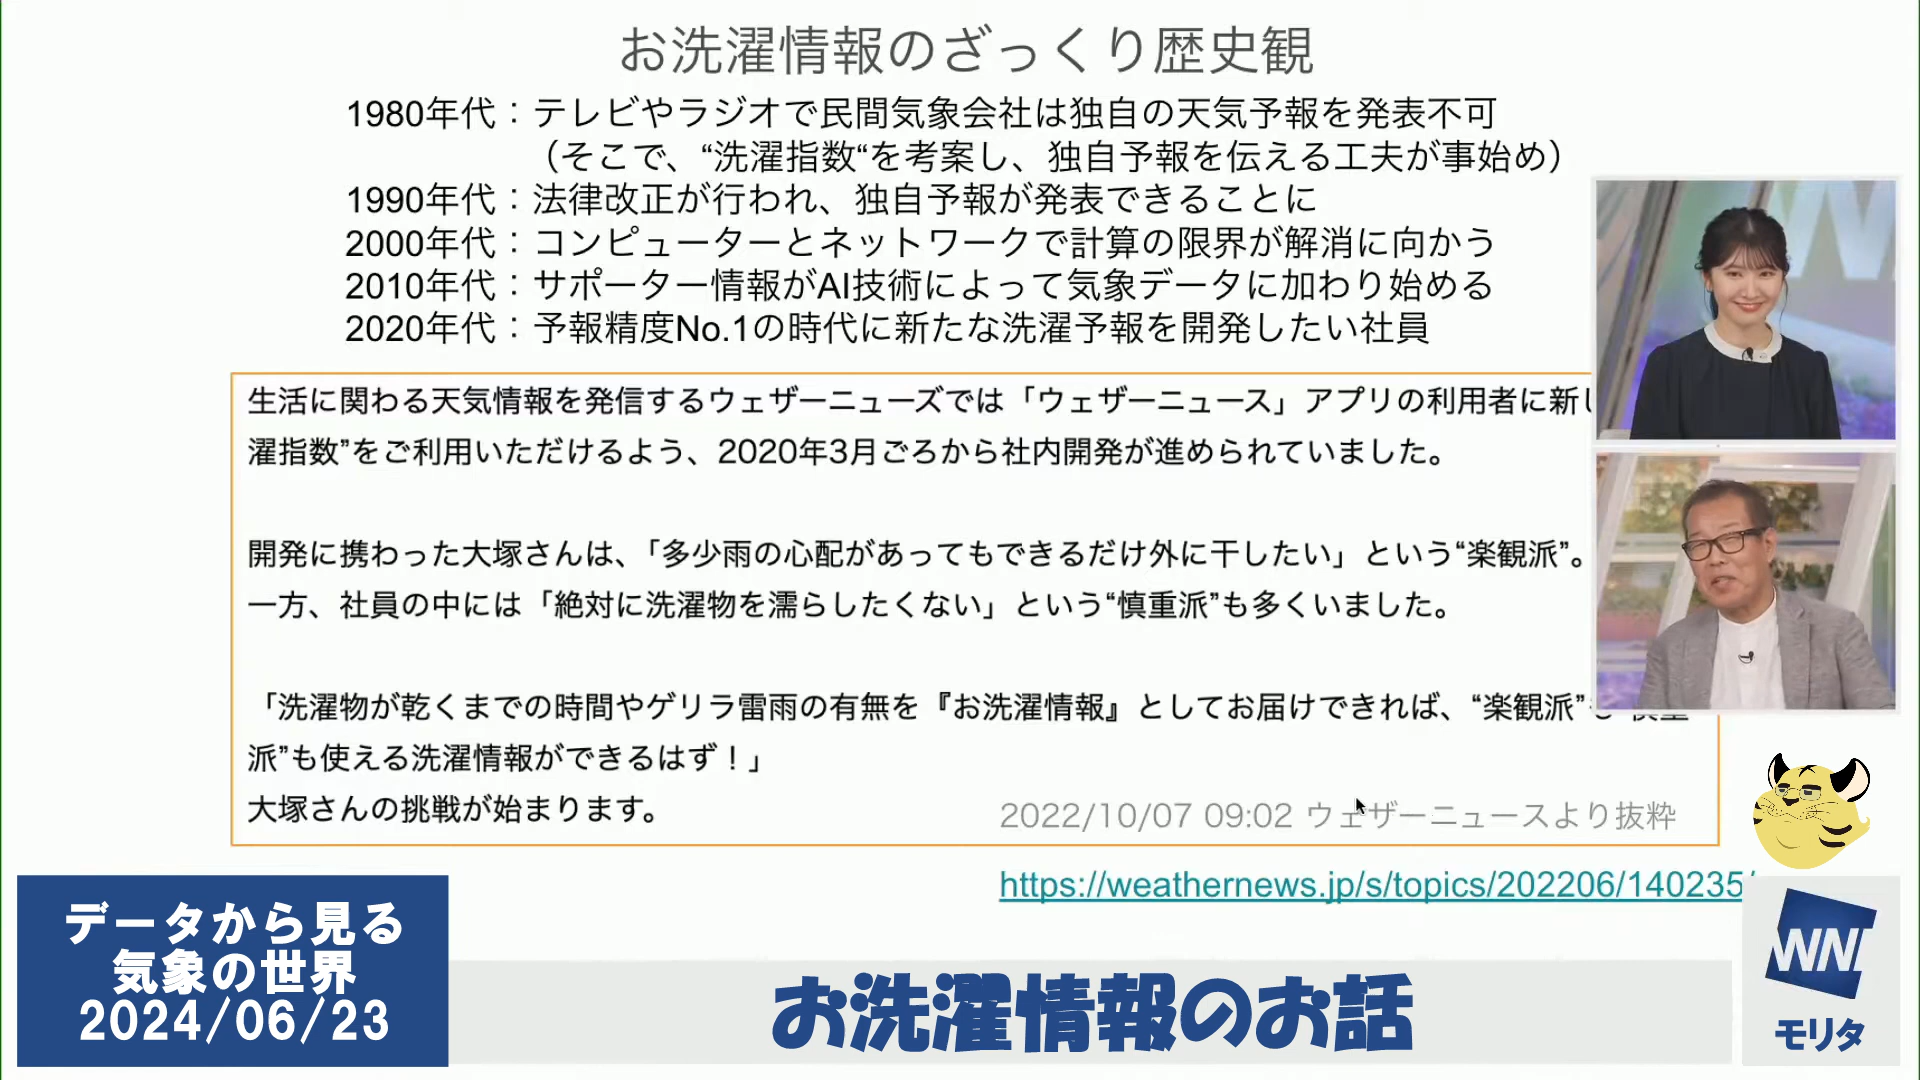 お洗濯情報のざっくり歴史観
1980年代：テレビやラジオで民間気象会社は独自の天気予報を発表不可
（そこで、“洗濯指数“を考案し、独自予報を伝える工夫が事始め）
1990年代：法律改正が行われ、独自予報が発表できることに
2000年代：コンピューターとネットワークで計算の限界が解消に向かう
2010年代：サポーター情報がAI技術によって気象データに加わり始める
2020年代：予報精度No.1の時代に新たな洗濯予報を開発したい社員
生活に関わる天気情報を発信するウェザーニューズでは「ウェザーニュース」アプリの利用者に新し
濯指数”をご利用いただけるよう、2020年3月ごろから社内開発が進められていました。
開発に携わった大塚さんは、「多少雨の心配があってもできるだけ外に干したい」という“楽観派”。
一方、社員の中には「絶対に洗濯物を濡らしたくない」という“慎重派”も多くいました。
「洗濯物が乾くまでの時間やゲリラ雷雨の有無を『お洗濯情報』としてお届けできれば、“楽観派”も“慎重
派”も使える洗濯情報ができるはず！」
大塚さんの挑戦が始まります。
2022/10/07 09:02 ウェザーニュースより抜粋
https://weathernews.jp/s/topics/202206/140235/
データから見る
気象の世界
2024/06/23
お洗濯情報のお話
WNI
モリタ